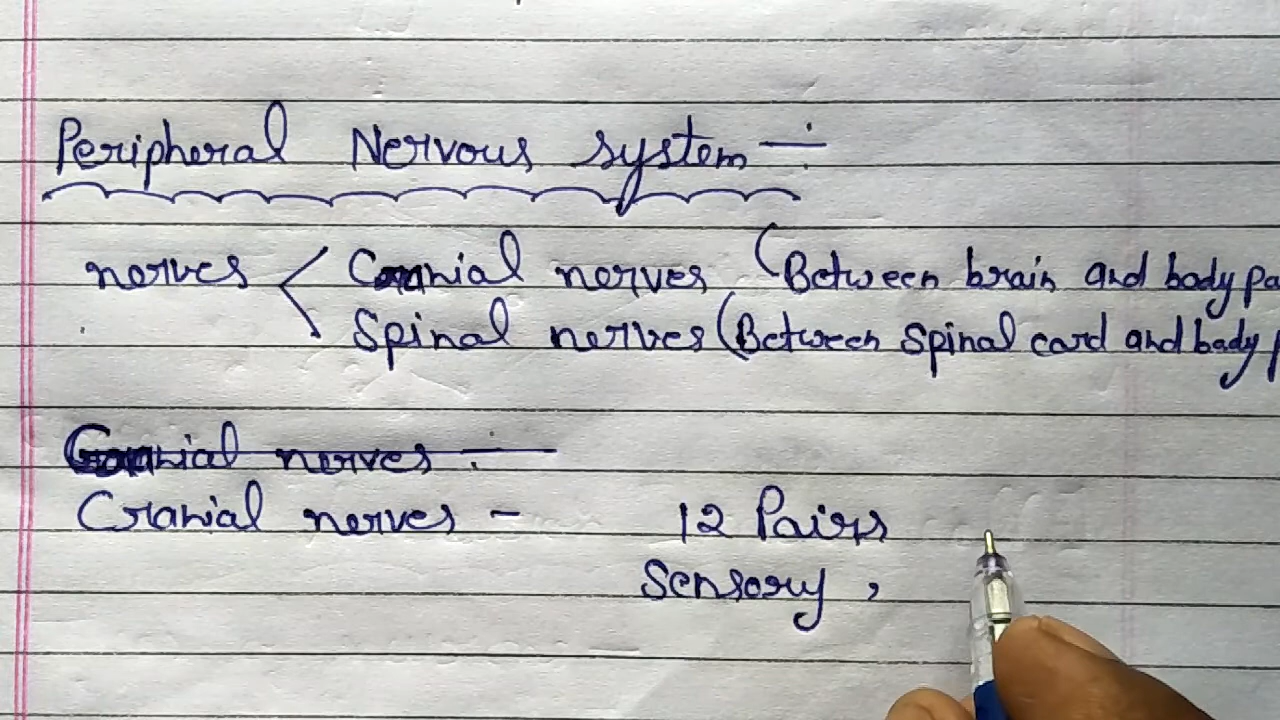 Peripheral Nervous system :-
nerves < Cranial nerves (Between brain and body pa
Spinal nerves (Between Spinal card and body p
Cranial nerves :-
Cranial nerves - 12 Pairs
Sensory ,